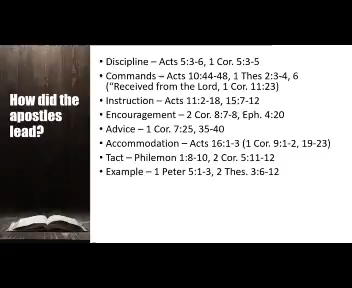 How did the
apostles
lead?
• Discipline – Acts 5:3-6, 1 Cor. 5:3-5
• Commands – Acts 10:44-48, 1 Thes 2:3-4, 6
("Received from the Lord, 1 Cor. 11:23)
• Instruction – Acts 11:2-18, 15:7-12
• Encouragement – 2 Cor. 8:7-8, Eph. 4:20
• Advice – 1 Cor. 7:25, 35-40
• Accommodation – Acts 16:1-3 (1 Cor. 9:1-2, 19-23)
• Tact – Philemon 1:8-10, 2 Cor. 5:11-12
• Example – 1 Peter 5:1-3, 2 Thes. 3:6-12